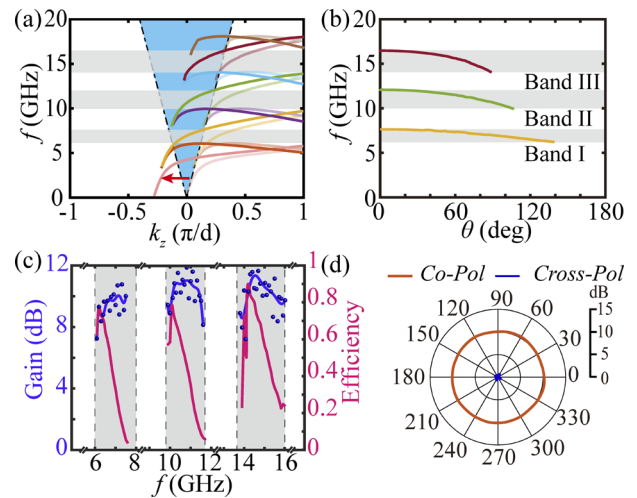 (a)
20
15
10
5
0
f (GHz)
-1 -0.5 0 0.5 1
k_z (π/d)
(b)
20
15
10
5
0
f (GHz)
Band III
Band II
Band I
0 60 120 180
θ (deg)
(c)
12
8
4
0
Gain (dB)
6 8 10 12 14 16
f (GHz)
1
0.8
0.6
0.4
0.2
0
Efficiency
(d)
Co-Pol Cross-Pol
dB
15
10
5
0
90
120 60
150 30
180 0
210 330
240 300
270